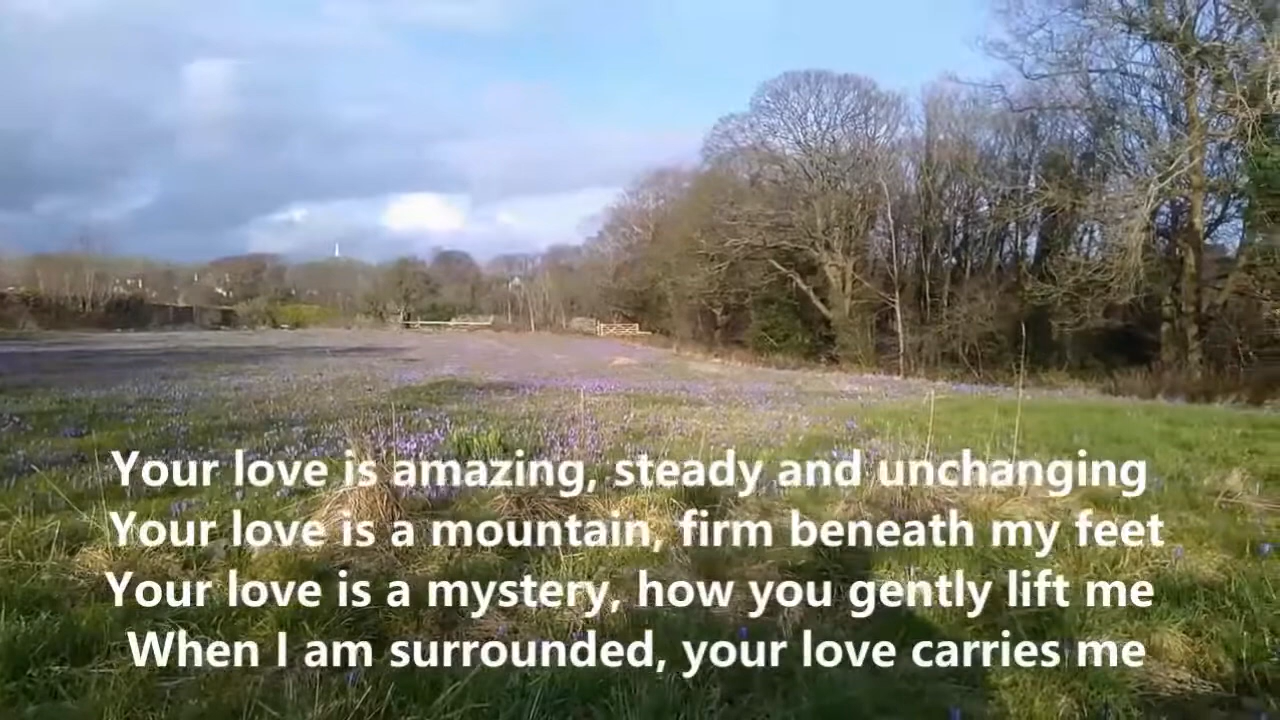 Your love is amazing, steady and unchanging
Your love is a mountain, firm beneath my feet
Your love is a mystery, how you gently lift me
When I am surrounded, your love carries me